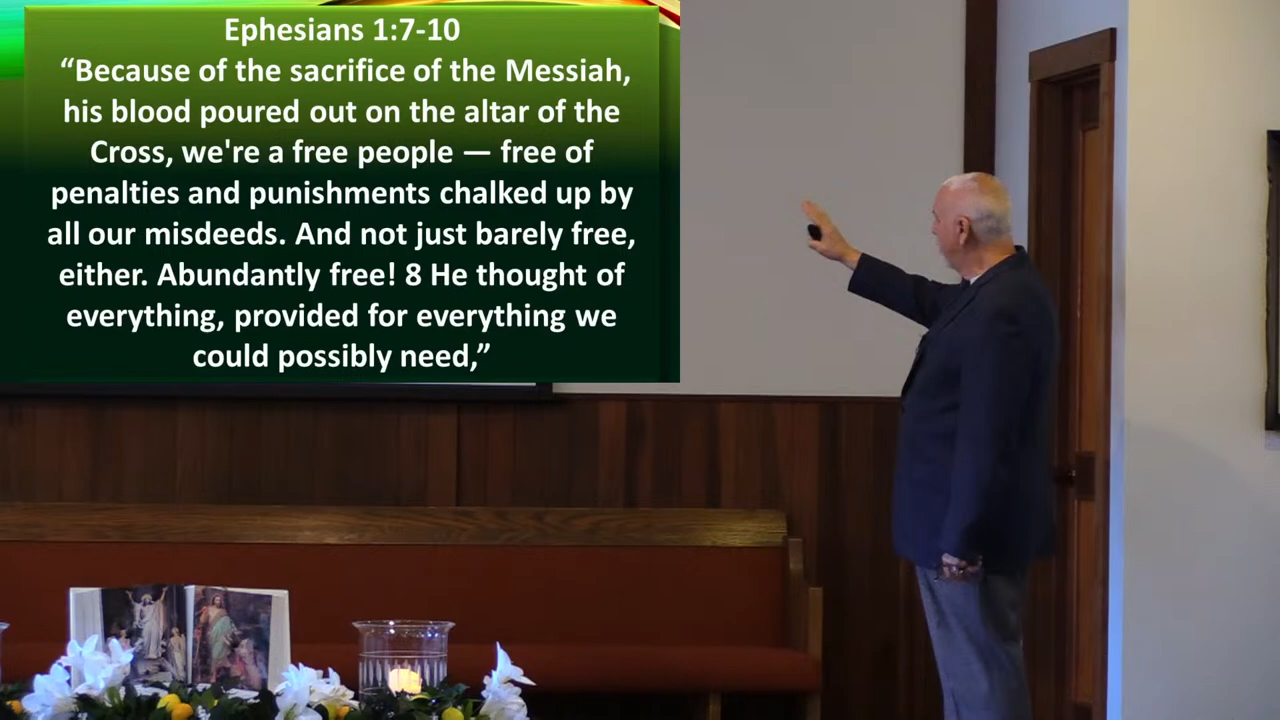 Ephesians 1:7-10
“Because of the sacrifice of the Messiah,
his blood poured out on the altar of the
Cross, we're a free people — free of
penalties and punishments chalked up by
all our misdeeds. And not just barely free,
either. Abundantly free! 8 He thought of
everything, provided for everything we
could possibly need,”